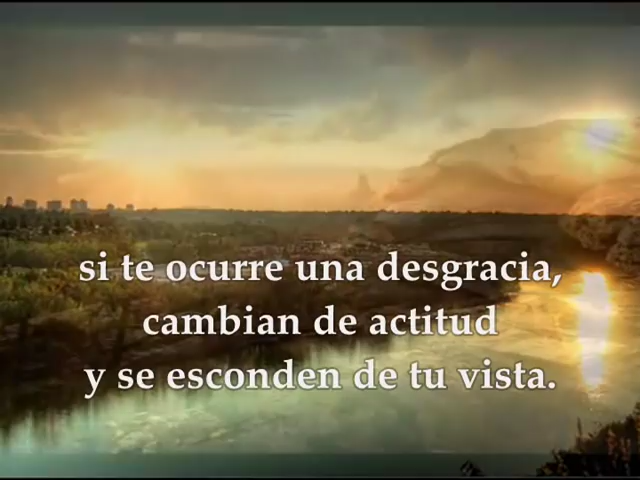 si te ocurre una desgracia,
cambian de actitud
y se esconden de tu vista.